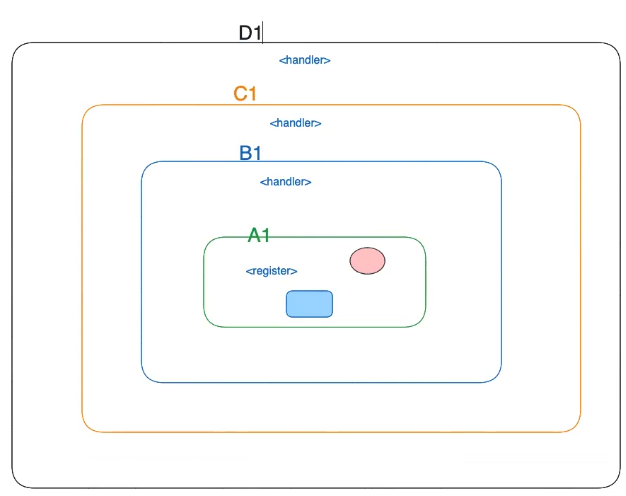 D1
<handler>
C1
<handler>
B1
<handler>
A1
<register>